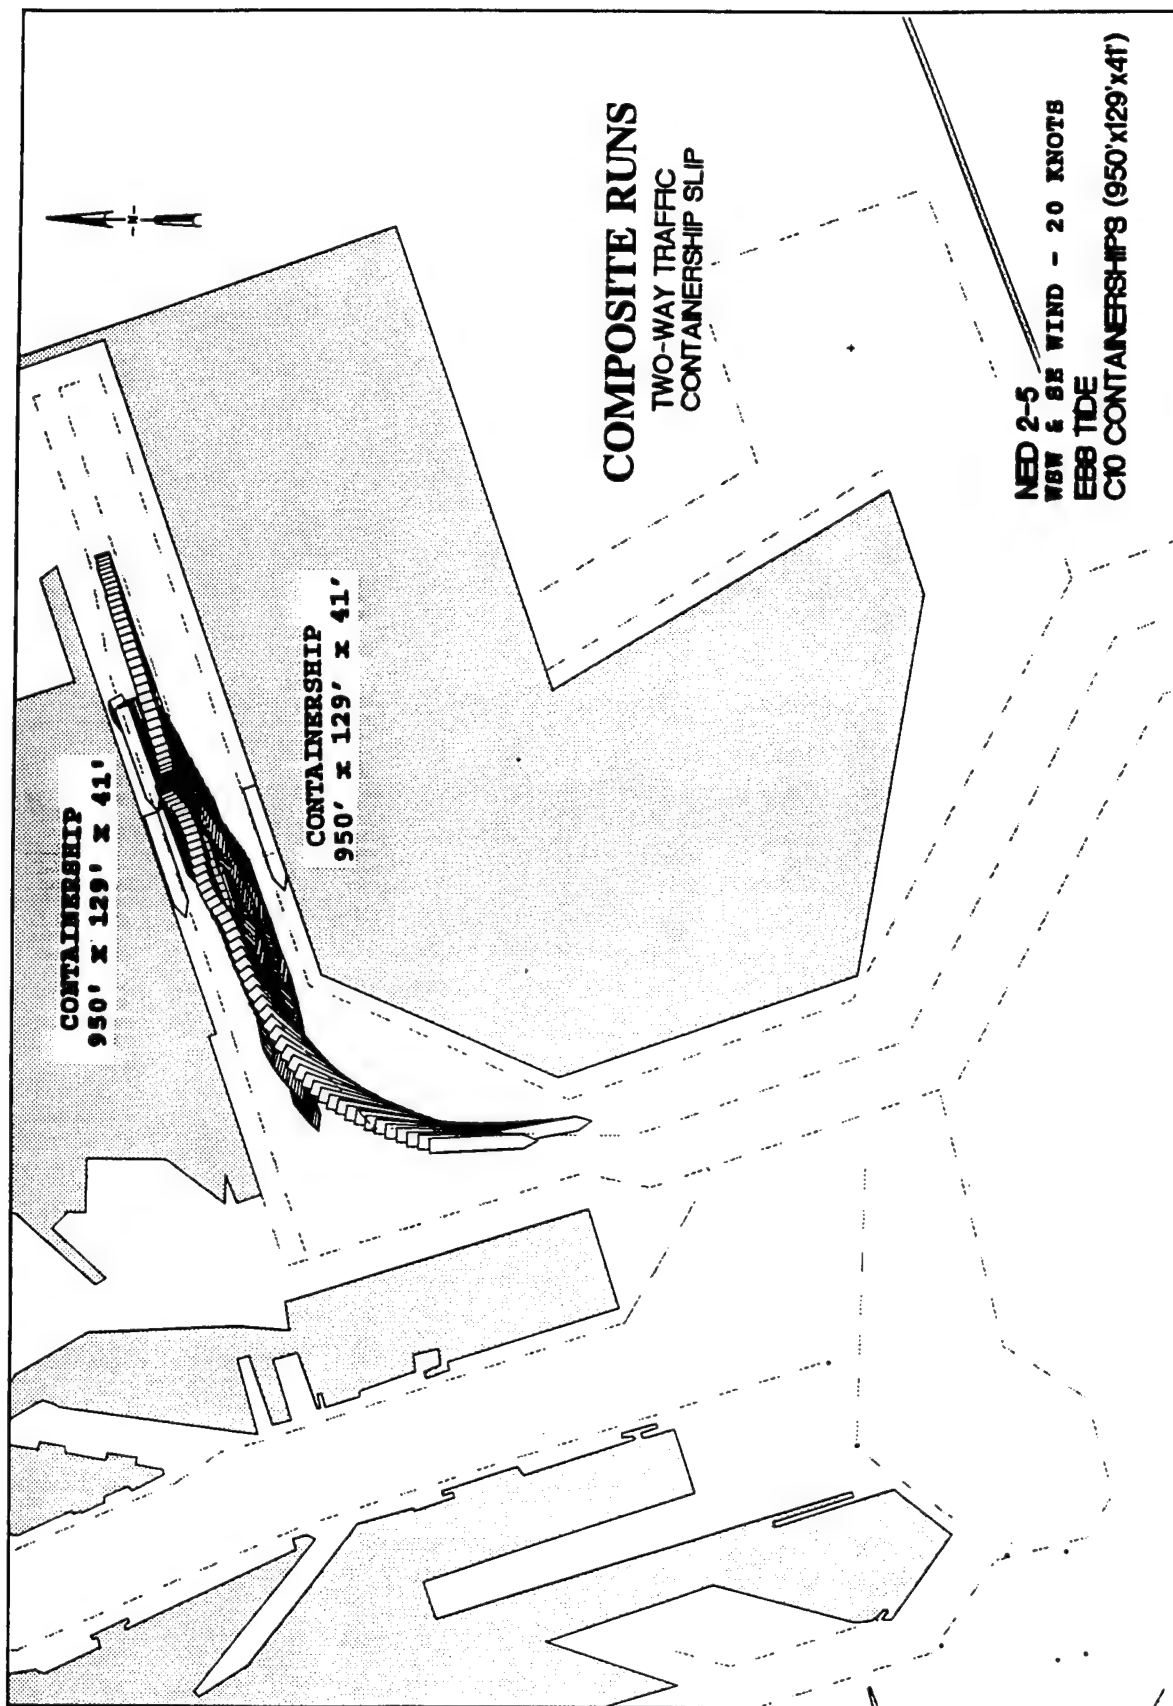 COMPOSITE RUNS
TWO-WAY TRAFFIC
CONTAINERSHIP SLIP
CONTAINERSHIP
950' x 129' x 41'
CONTAINERSHIP
950' x 129' x 41'
NED 2-5
WSW & SE WIND - 20 KNOTS
EBB TIDE
C10 CONTAINERSHIPS (950'x129'x41')
N